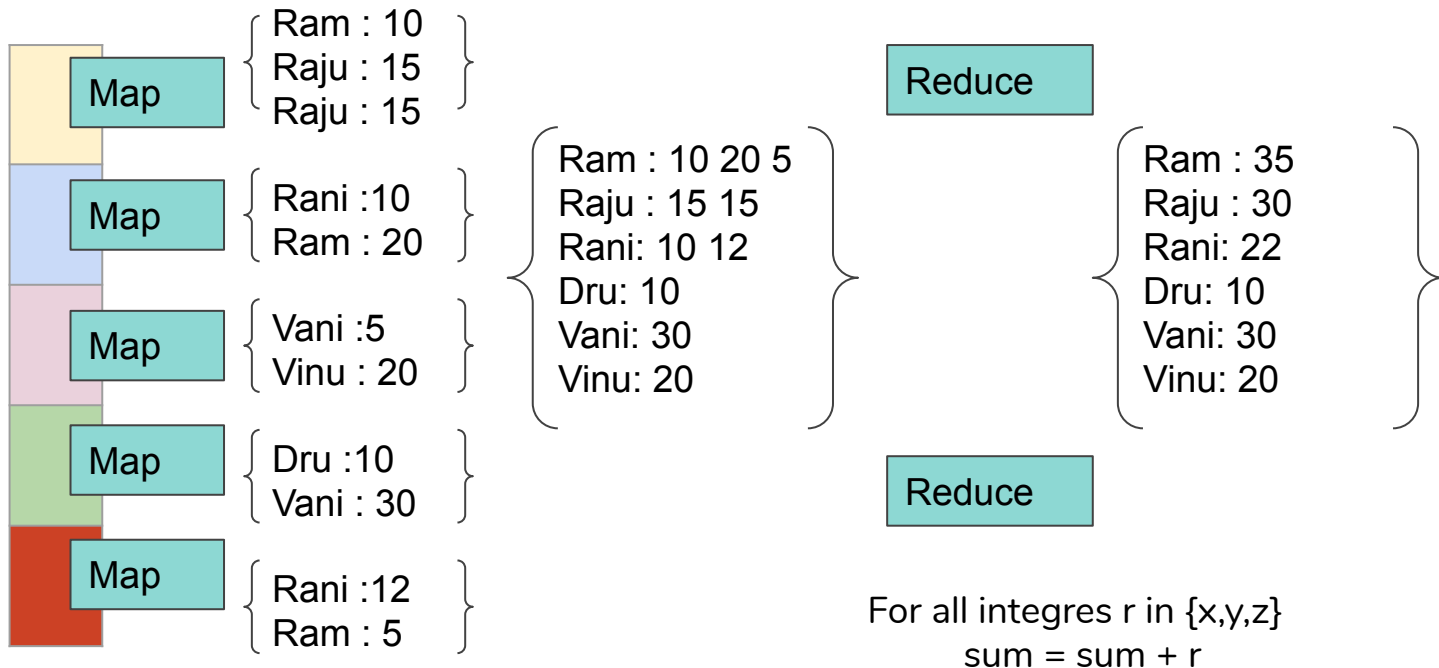 Map
Ram : 10
Raju : 15
Raju : 15
Map
Rani :10
Ram : 20
Map
Vani :5
Vinu : 20
Map
Dru :10
Vani : 30
Map
Rani :12
Ram : 5
Ram : 10 20 5
Raju : 15 15
Rani: 10 12
Dru: 10
Vani: 30
Vinu: 20
Reduce
Reduce
Ram : 35
Raju : 30
Rani: 22
Dru: 10
Vani: 30
Vinu: 20
For all integres r in {x,y,z}
sum = sum + r